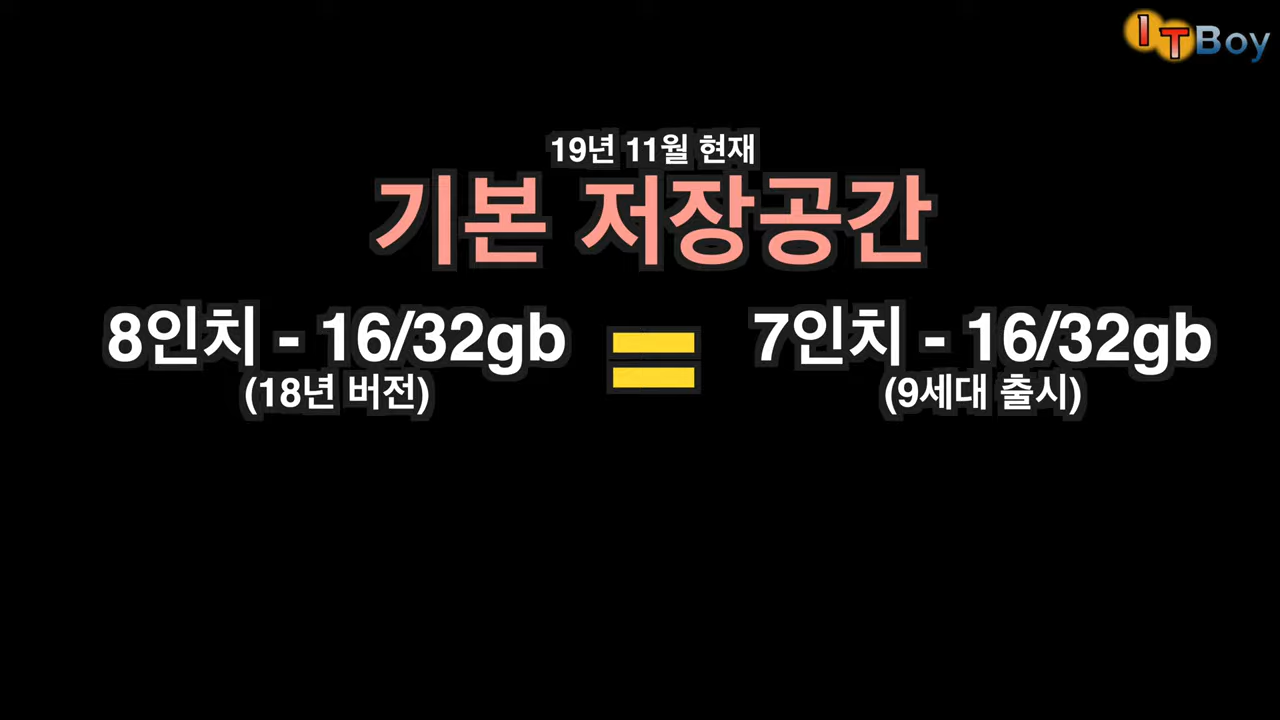 ITBoy
19년 11월 현재
기본 저장공간
8인치 - 16/32gb = 7인치 - 16/32gb
(18년 버전) (9세대 출시)